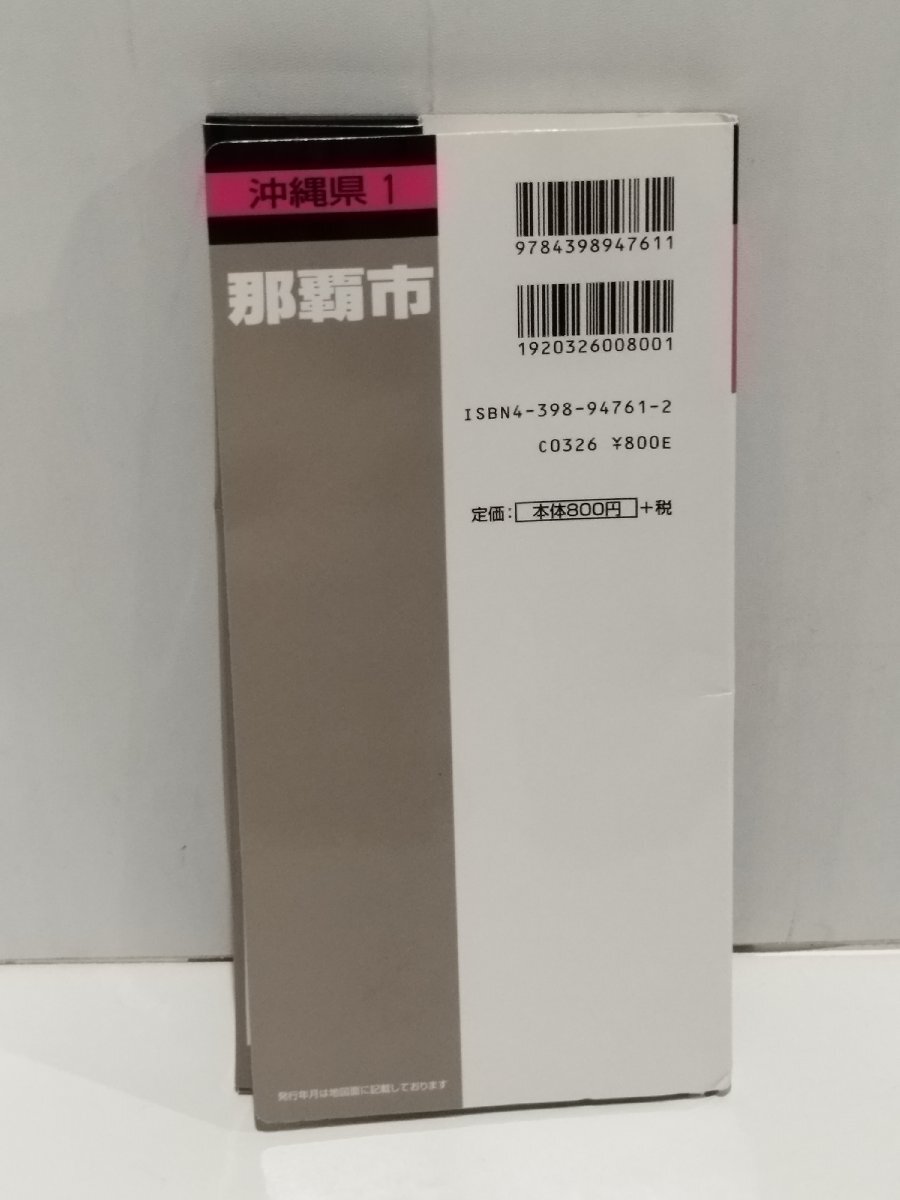 沖縄県 1
那覇市
9784398947611
1920326008001
ISBN4-398-94761-2
C0326 ¥800E
定価:本体800円+税
発行年月は地図面に記載しております